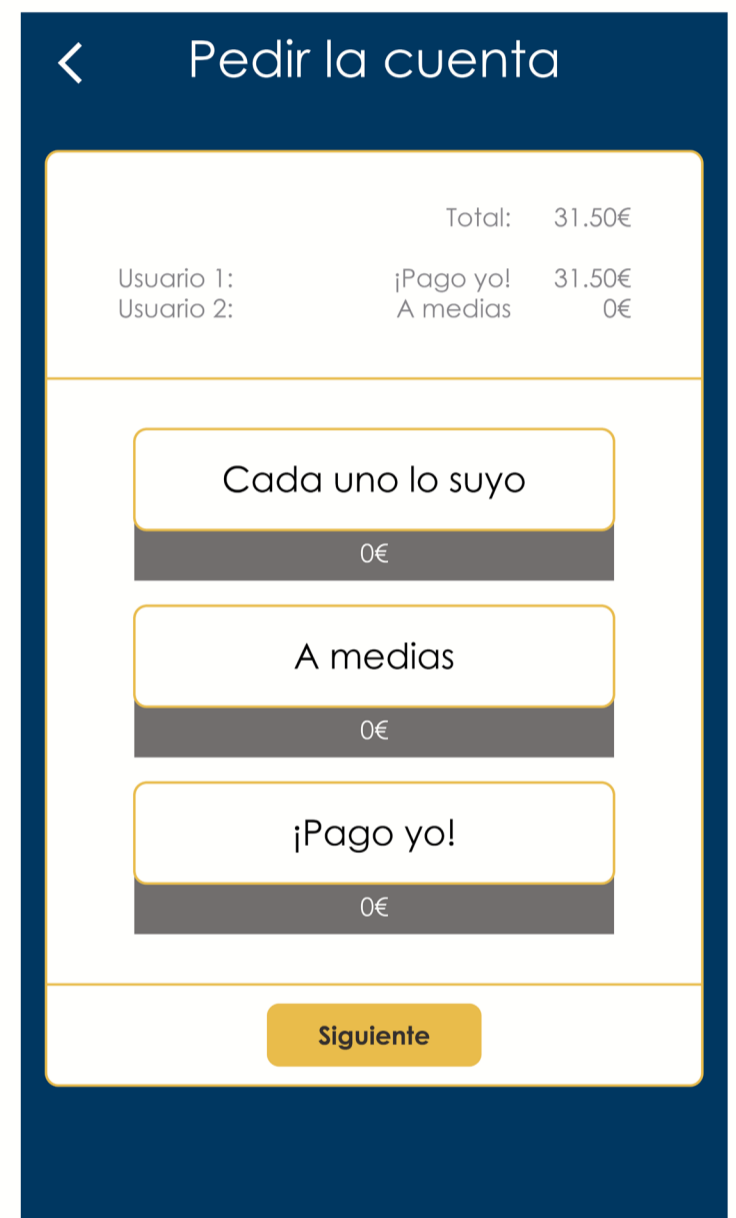 Pedir la cuenta
Total: 31.50€
Usuario 1: ¡Pago yo! 31.50€
Usuario 2: A medias 0€
Cada uno lo suyo
0€
A medias
0€
¡Pago yo!
0€
Siguiente